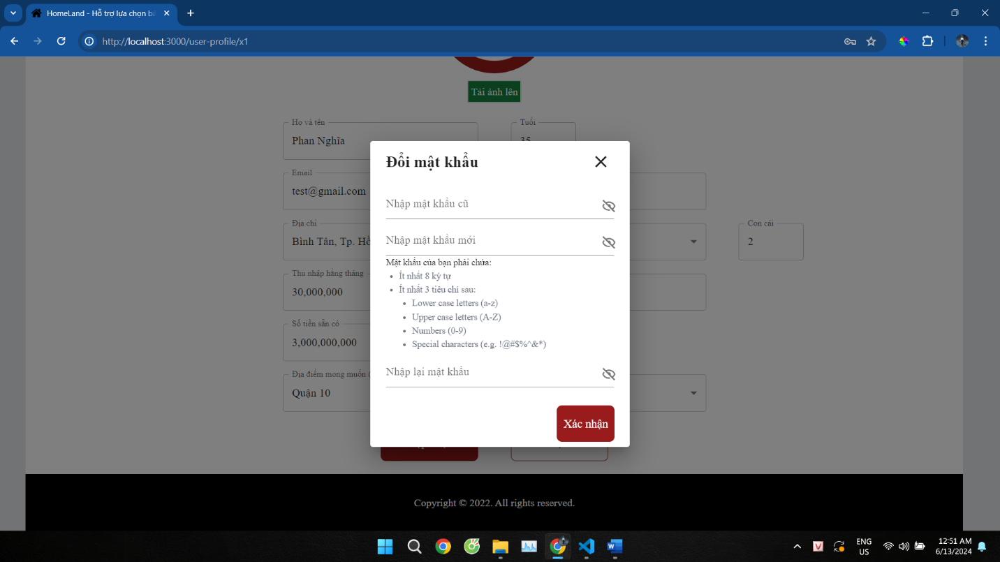 HomeLand - Hỗ trợ lựa chọn bấ
http://localhost:3000/user-profile/x1
Tải ảnh lên
Họ và tên
Tuổi
Phan Nghĩa
35
Đổi mật khẩu
Email
test@gmail.com
Nhập mật khẩu cũ
Địa chỉ
Con cái
Bình Tân, Tp. Hồ
2
Nhập mật khẩu mới
Mật khẩu của bạn phải chứa:
Ít nhất 8 ký tự
Ít nhất 3 tiêu chí sau:
Lower case letters (a-z)
Upper case letters (A-Z)
Numbers (0-9)
Special characters (e.g. !@#$%^&*)
Thu nhập hằng tháng
30,000,000
Số tiền sẵn có
3,000,000,000
Nhập lại mật khẩu
Địa điểm mong muốn (
Quận 10
Xác nhận
Copyright © 2022. All rights reserved.
ENG
US
12:51 AM
6/13/2024